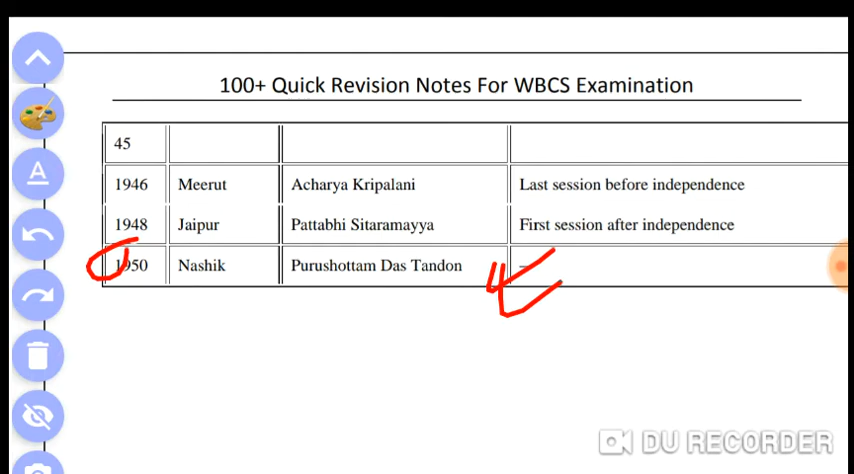 100+ Quick Revision Notes For WBCS Examination
45
1946 Meerut Acharya Kripalani Last session before independence
1948 Jaipur Pattabhi Sitaramayya First session after independence
1950 Nashik Purushottam Das Tandon —
A
DU RECORDER